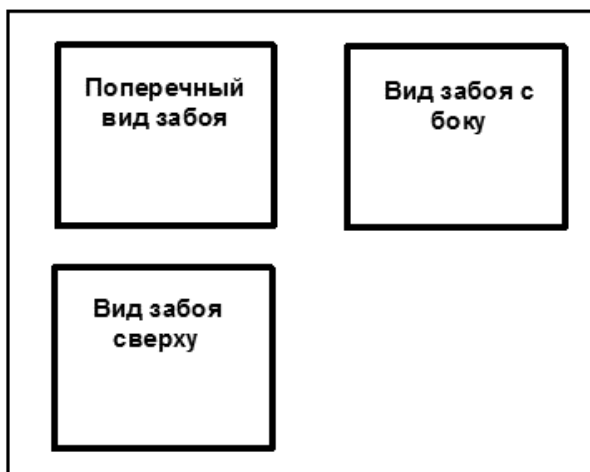 Поперечный
вид забоя
Вид забоя с
боку
Вид забоя
сверху